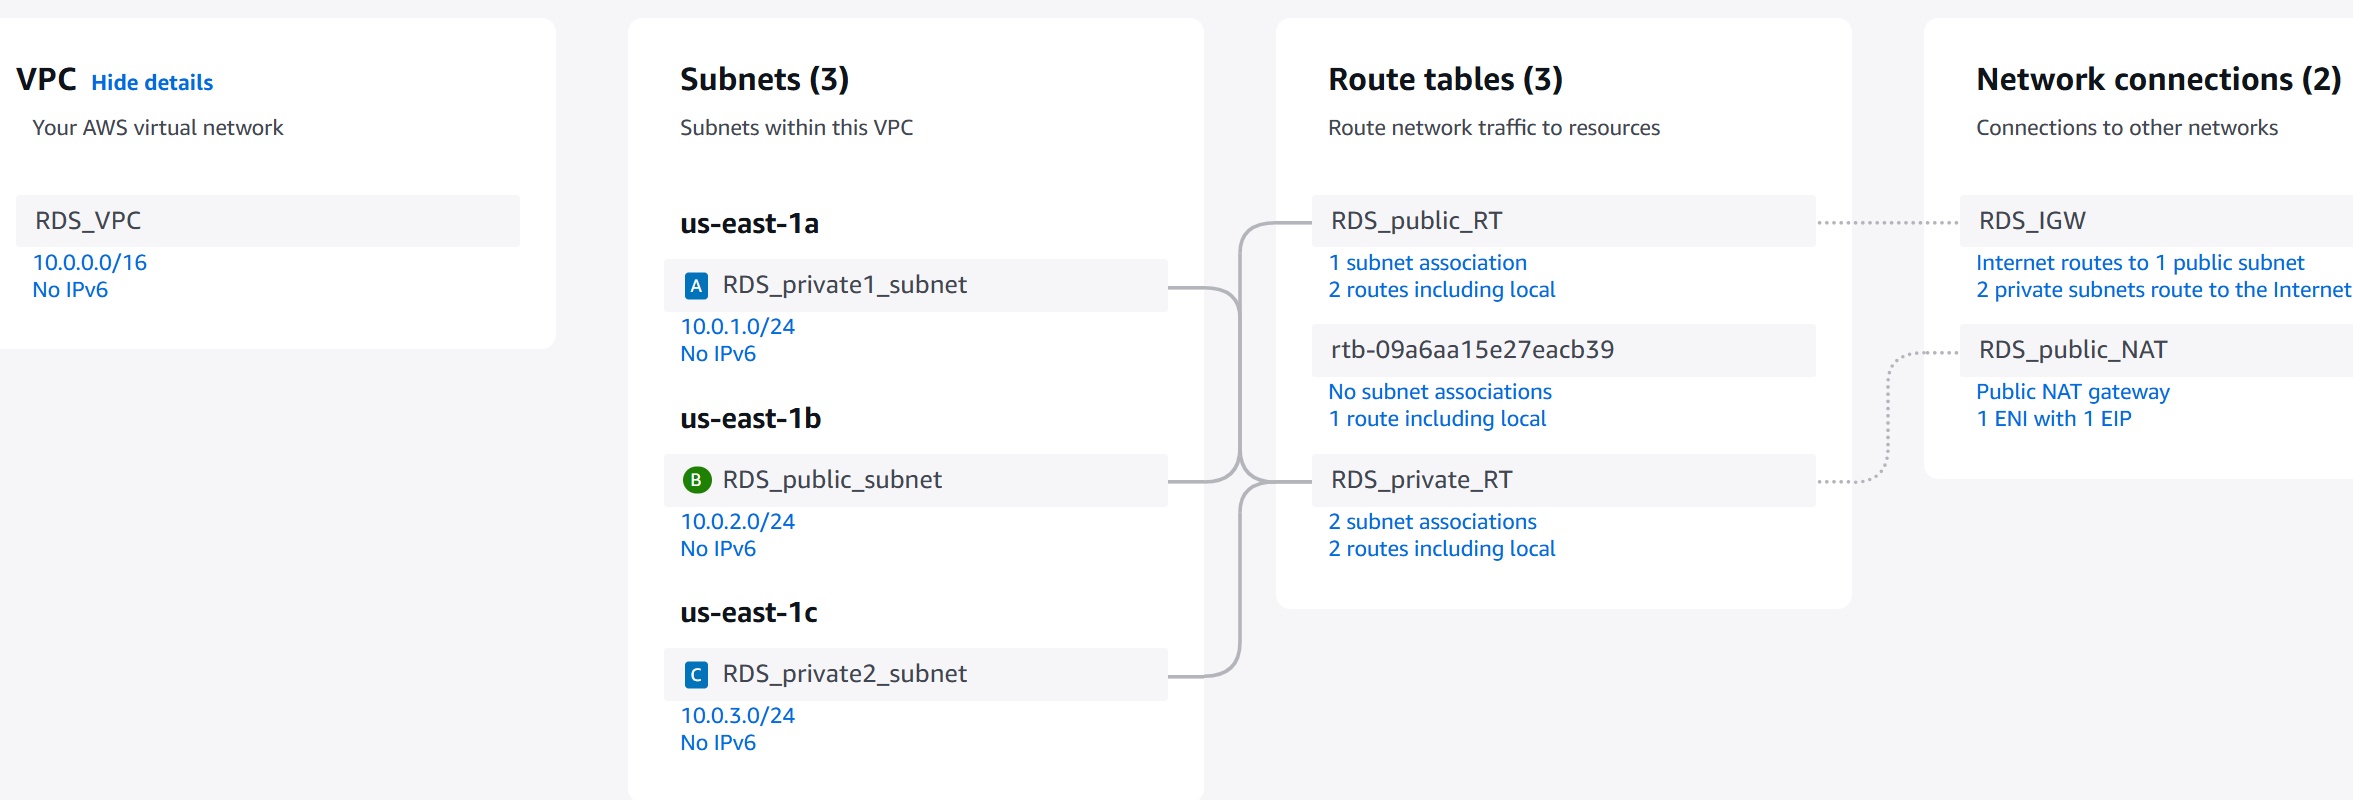 VPC Hide details
Your AWS virtual network
RDS_VPC
10.0.0.0/16
No IPv6
Subnets (3)
Subnets within this VPC
us-east-1a
A RDS_private1_subnet
10.0.1.0/24
No IPv6
us-east-1b
B RDS_public_subnet
10.0.2.0/24
No IPv6
us-east-1c
C RDS_private2_subnet
10.0.3.0/24
No IPv6
Route tables (3)
Route network traffic to resources
RDS_public_RT
1 subnet association
2 routes including local
rtb-09a6aa15e27eacb39
No subnet associations
1 route including local
RDS_private_RT
2 subnet associations
2 routes including local
Network connections (2)
Connections to other networks
RDS_IGW
Internet routes to 1 public subnet
2 private subnets route to the Internet
RDS_public_NAT
Public NAT gateway
1 ENI with 1 EIP